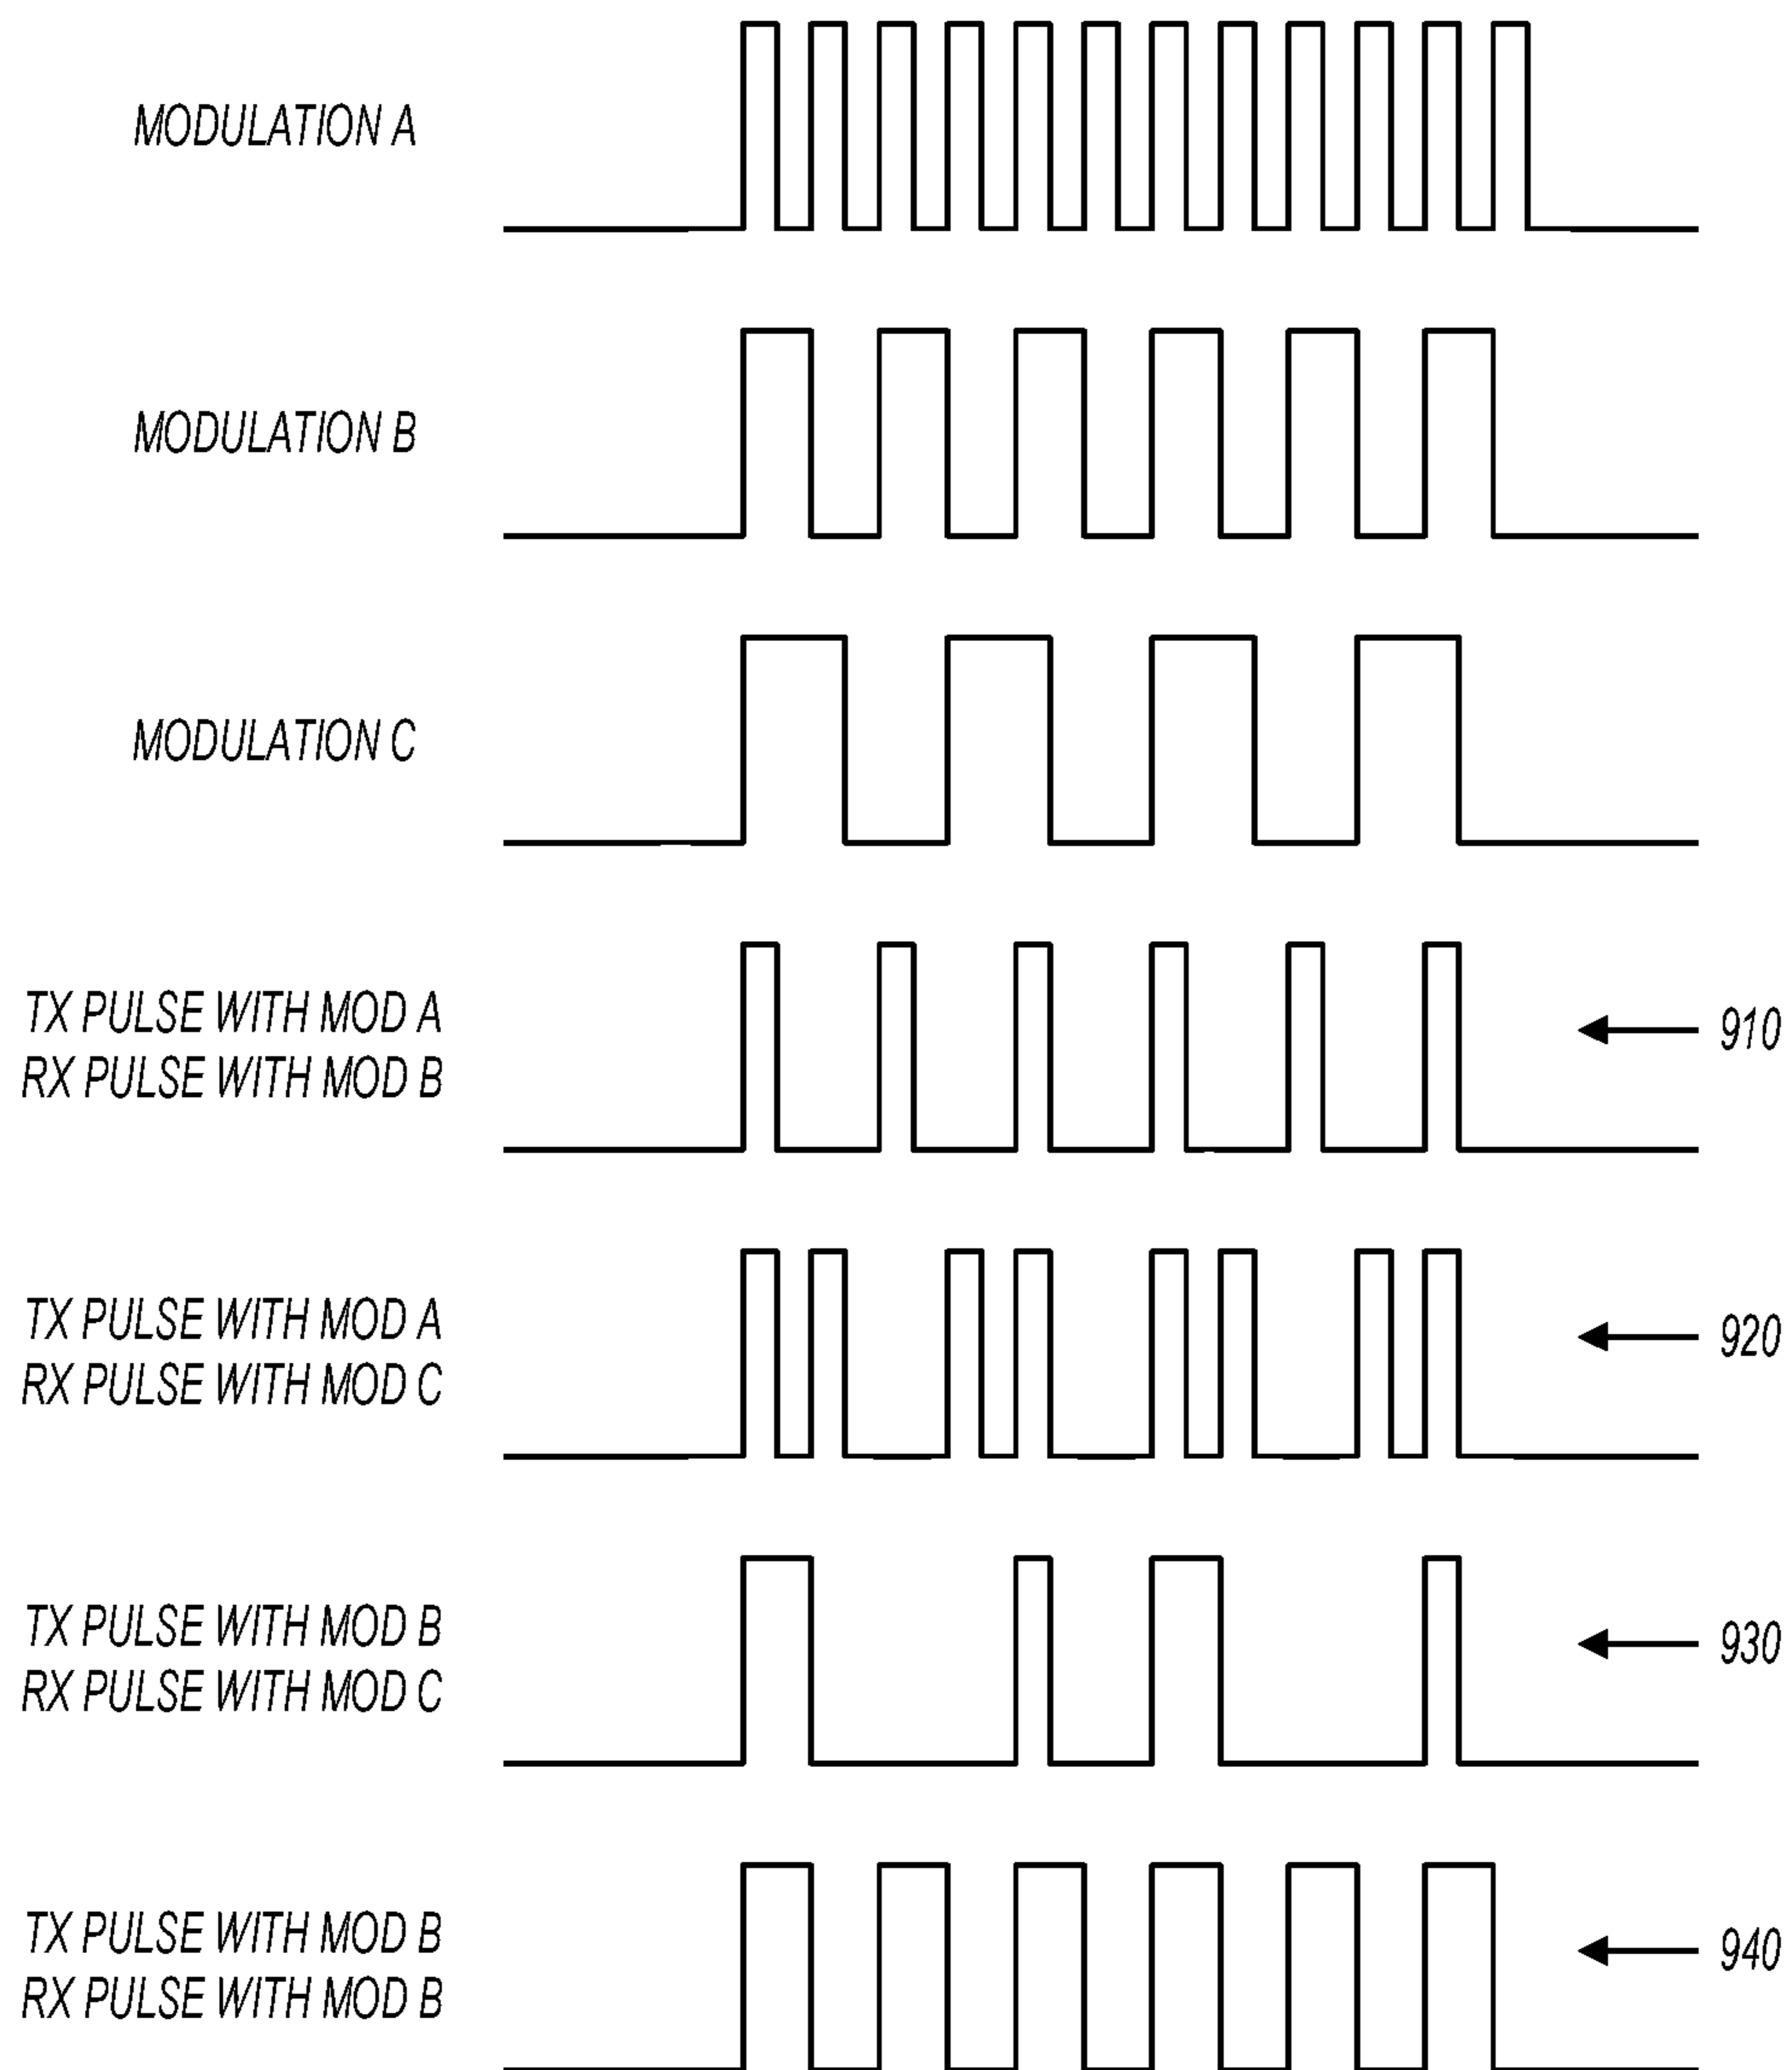 MODULATION A
MODULATION B
MODULATION C
TX PULSE WITH MOD A
RX PULSE WITH MOD B
910
TX PULSE WITH MOD A
RX PULSE WITH MOD C
920
TX PULSE WITH MOD B
RX PULSE WITH MOD C
930
TX PULSE WITH MOD B
RX PULSE WITH MOD B
940